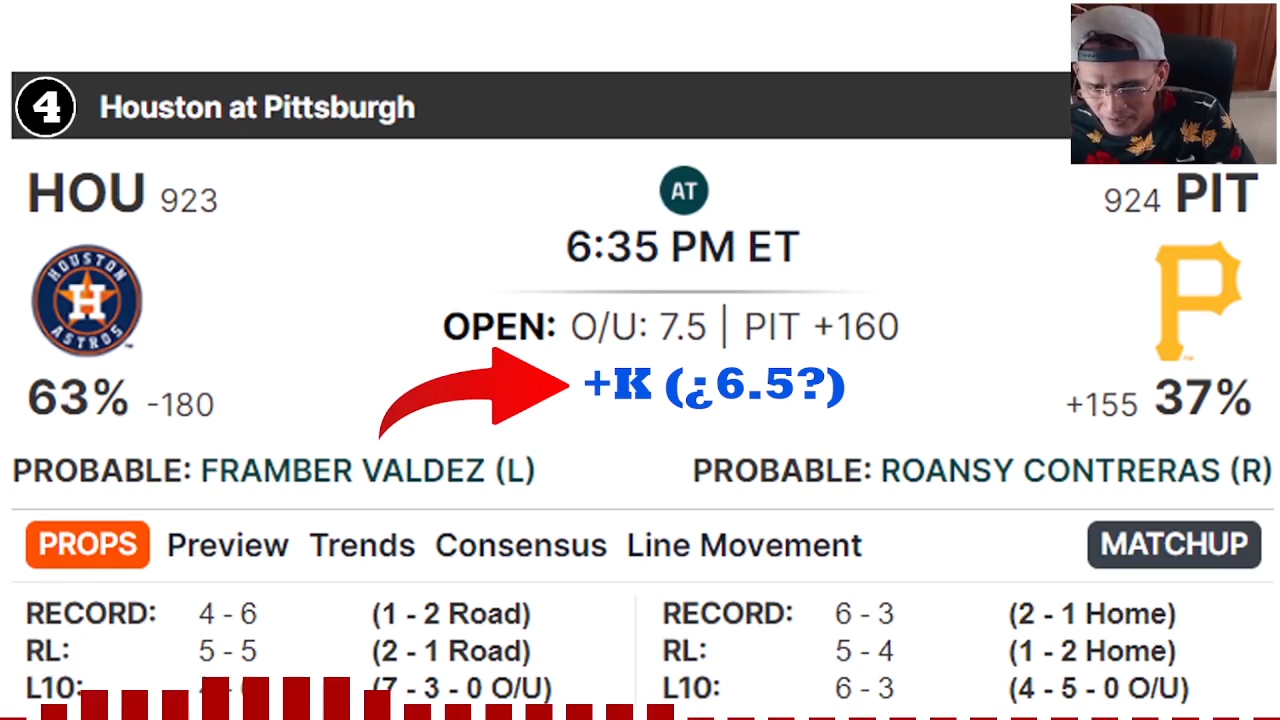 4 Houston at Pittsburgh
HOU 923
AT
924 PIT
6:35 PM ET
HOUSTON
H
ASTROS
P
OPEN: O/U: 7.5 | PIT +160
+K (¿6.5?)
63% -180
+155 37%
PROBABLE: FRAMBER VALDEZ (L)
PROBABLE: ROANSY CONTRERAS (R)
PROPS Preview Trends Consensus Line Movement MATCHUP
RECORD: 4 - 6 (1 - 2 Road)
RECORD: 6 - 3 (2 - 1 Home)
RL: 5 - 5 (2 - 1 Road)
RL: 5 - 4 (1 - 2 Home)
L10: (7 - 3 - 0 O/U)
L10: 6 - 3 (4 - 5 - 0 O/U)